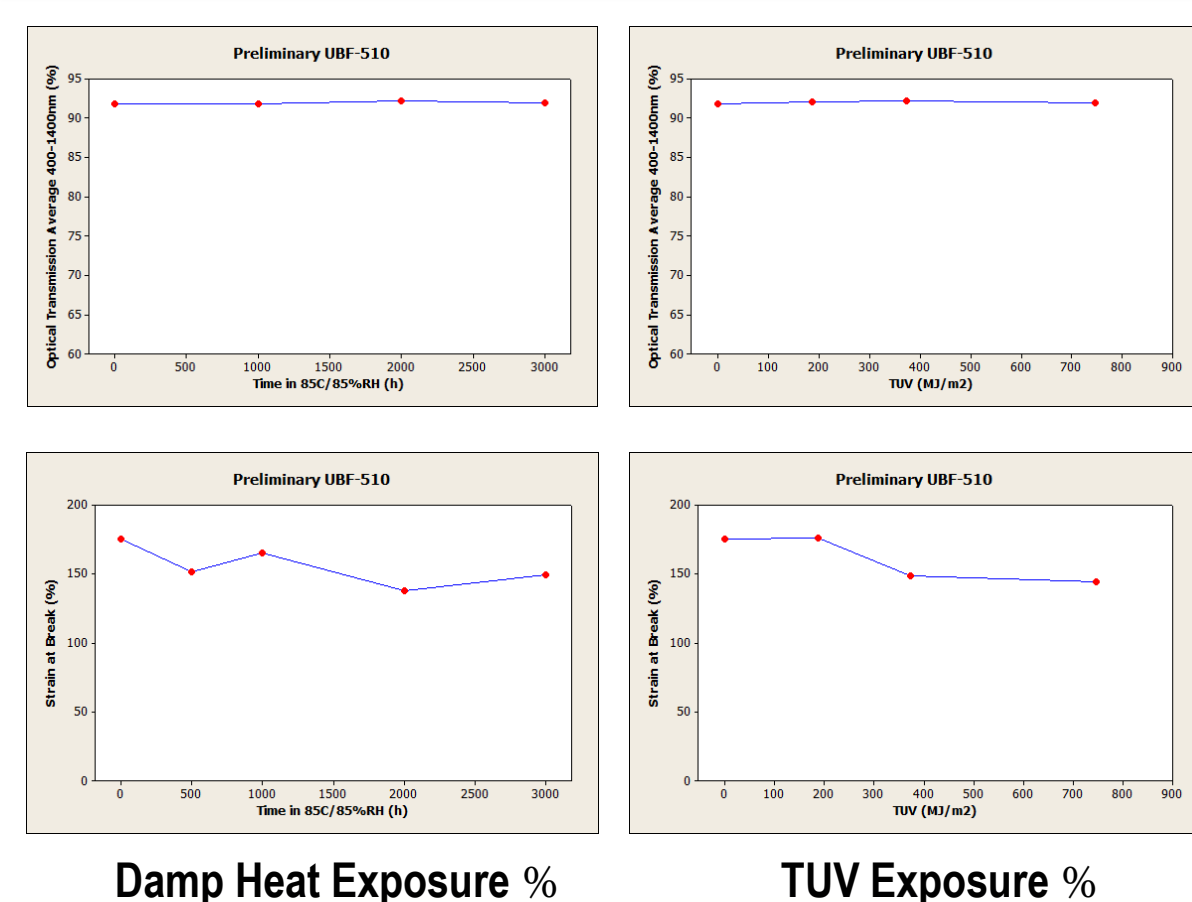 Preliminary UBF-510
Optical Transmission Average 400-1400nm (%)
95
90
85
80
75
70
65
60
0 500 1000 1500 2000 2500 3000
Time in 85C/85%RH (h)
Preliminary UBF-510
Optical Transmission Average 400-1400nm (%)
95
90
85
80
75
70
65
60
0 100 200 300 400 500 600 700 800 900
TUV (MJ/m2)
Preliminary UBF-510
Strain at Break (%)
200
150
100
50
0
0 500 1000 1500 2000 2500 3000
Time in 85C/85%RH (h)
Preliminary UBF-510
Strain at Break (%)
200
150
100
50
0
0 100 200 300 400 500 600 700 800 900
TUV (MJ/m2)
Damp Heat Exposure %
TUV Exposure %